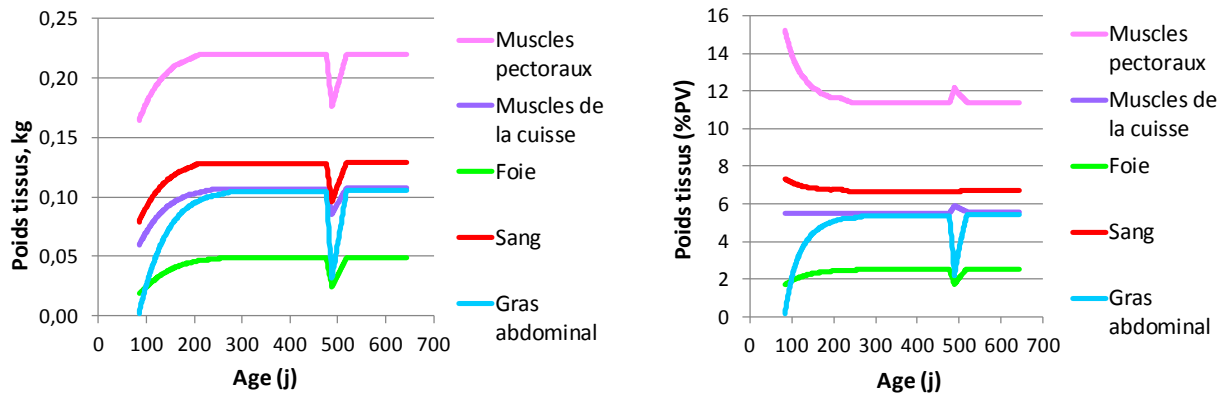 Poids tissus, kg
0,25
0,20
0,15
0,10
0,05
0,00
0 100 200 300 400 500 600 700
Age (j)
Muscles
pectoraux
Muscles de
la cuisse
Foie
Sang
Gras
abdominal
Poids tissus (%PV)
16
14
12
10
8
6
4
2
0
0 100 200 300 400 500 600 700
Age (j)
Muscles
pectoraux
Muscles de
la cuisse
Foie
Sang
Gras
abdominal